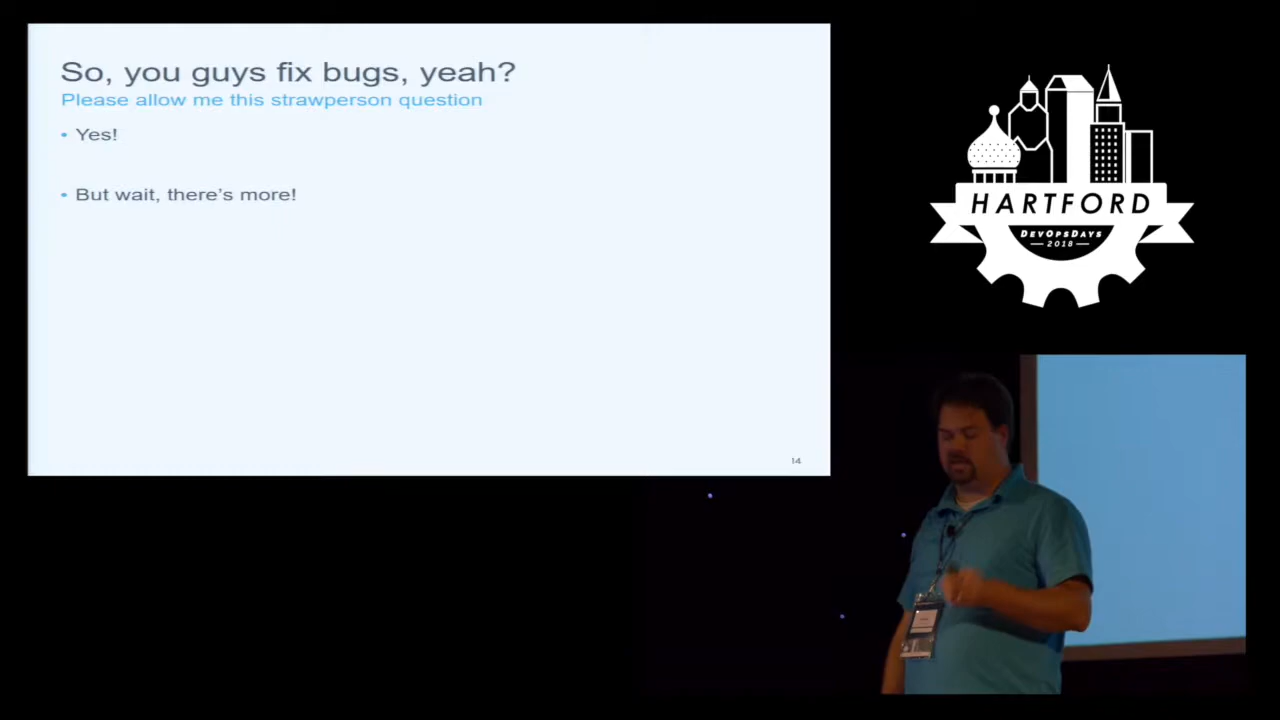 So, you guys fix bugs, yeah?
Please allow me this strawperson question
• Yes!
• But wait, there's more!
14
HARTFORD
DEVOPSDAYS
2018